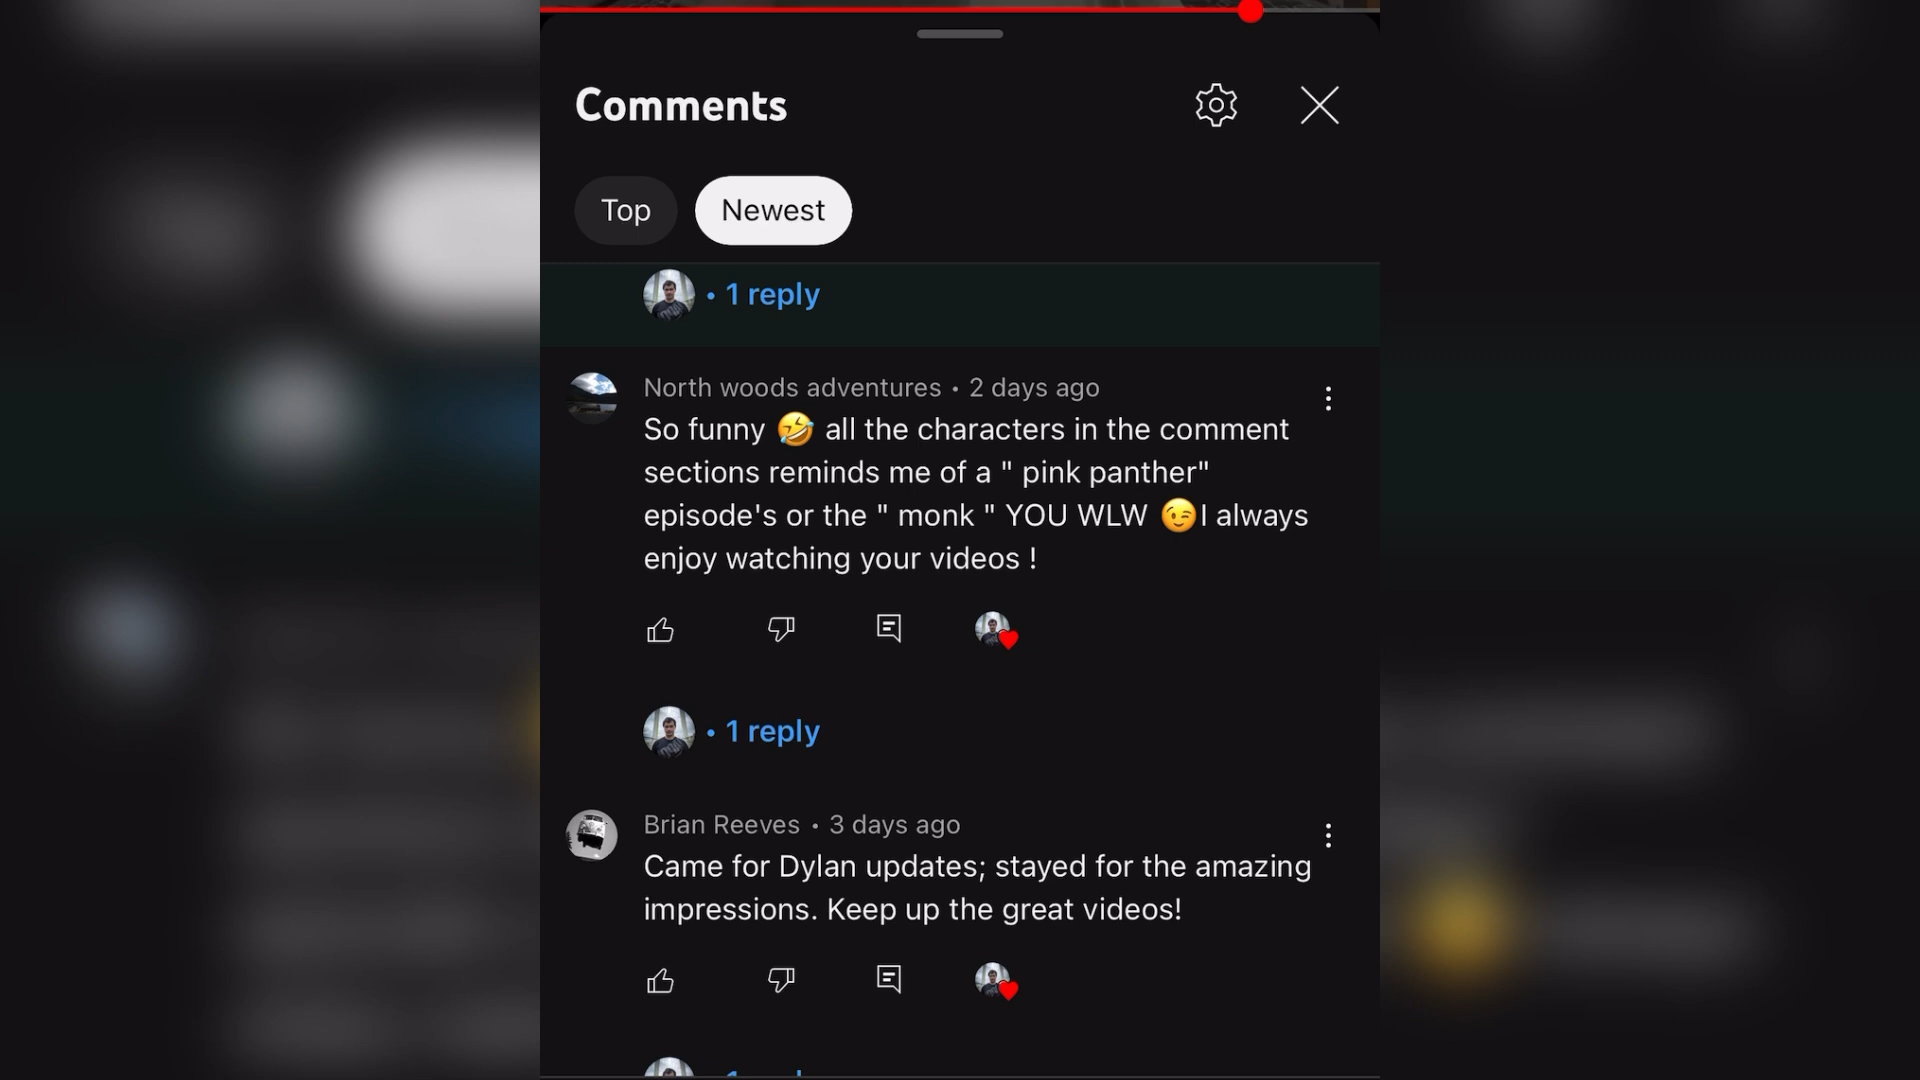 Comments
Top
Newest
• 1 reply
North woods adventures • 2 days ago
So funny 🤣 all the characters in the comment
sections reminds me of a " pink panther"
episode's or the " monk " YOU WLW 😉I always
enjoy watching your videos !
• 1 reply
Brian Reeves • 3 days ago
Came for Dylan updates; stayed for the amazing
impressions. Keep up the great videos!